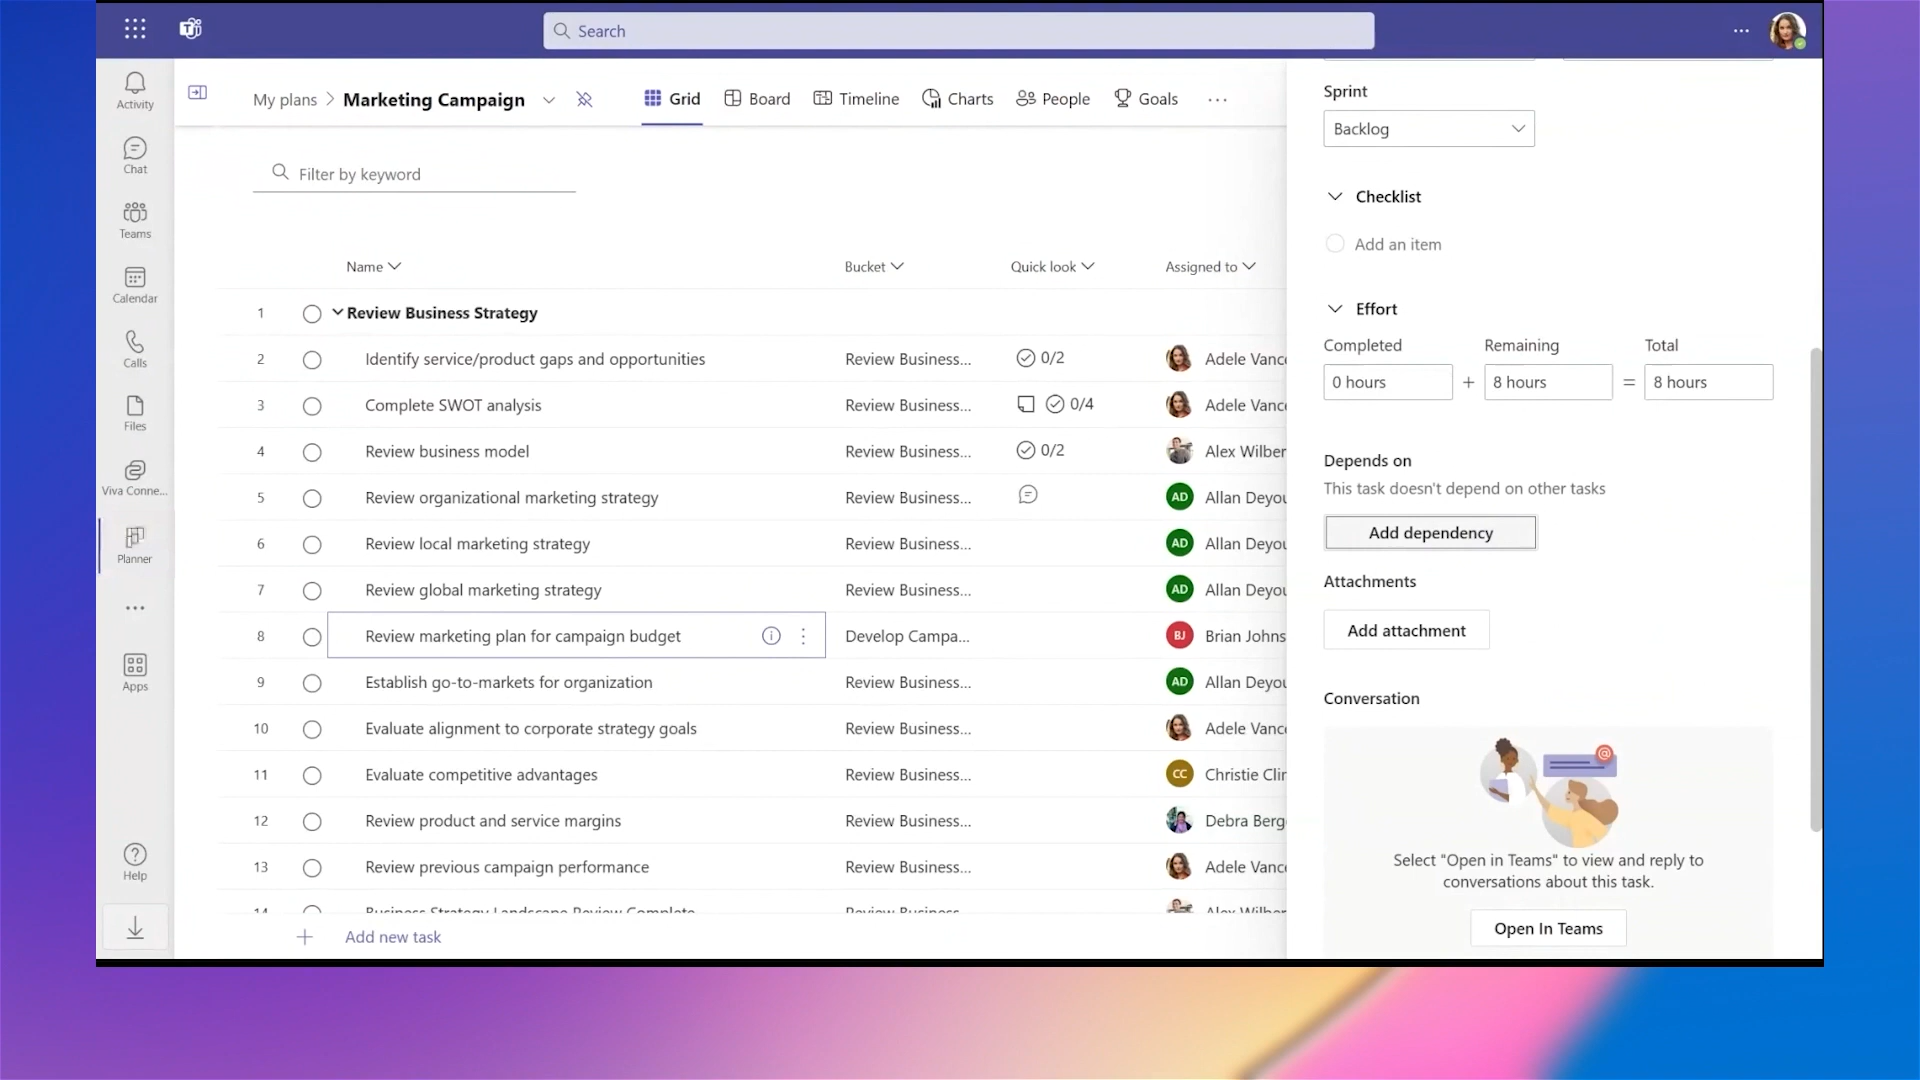 Search
Activity
Chat
Teams
Calendar
Calls
Files
Viva Conne...
Planner
Apps
Help
My plans > Marketing Campaign
Grid
Board
Timeline
Charts
People
Goals
Filter by keyword
Name Bucket Quick look Assigned to
1 Review Business Strategy
2 Identify service/product gaps and opportunities Review Business... 0/2 Adele Vance
3 Complete SWOT analysis Review Business... 0/4 Adele Vance
4 Review business model Review Business... 0/2 Alex Wilber
5 Review organizational marketing strategy Review Business... AD Allan Deyou
6 Review local marketing strategy Review Business... AD Allan Deyou
7 Review global marketing strategy Review Business... AD Allan Deyou
8 Review marketing plan for campaign budget Develop Campa... BJ Brian Johns
9 Establish go-to-markets for organization Review Business... AD Allan Deyou
10 Evaluate alignment to corporate strategy goals Review Business... Adele Vance
11 Evaluate competitive advantages Review Business... CC Christie Clin
12 Review product and service margins Review Business... Debra Berg
13 Review previous campaign performance Review Business... Adele Vance
14 Business Strategy Landscape Review Complete Review Business... Alex Wilber
+ Add new task
Sprint
Backlog
Checklist
Add an item
Effort
Completed Remaining Total
0 hours + 8 hours = 8 hours
Depends on
This task doesn't depend on other tasks
Add dependency
Attachments
Add attachment
Conversation
@
Select "Open in Teams" to view and reply to
conversations about this task.
Open In Teams